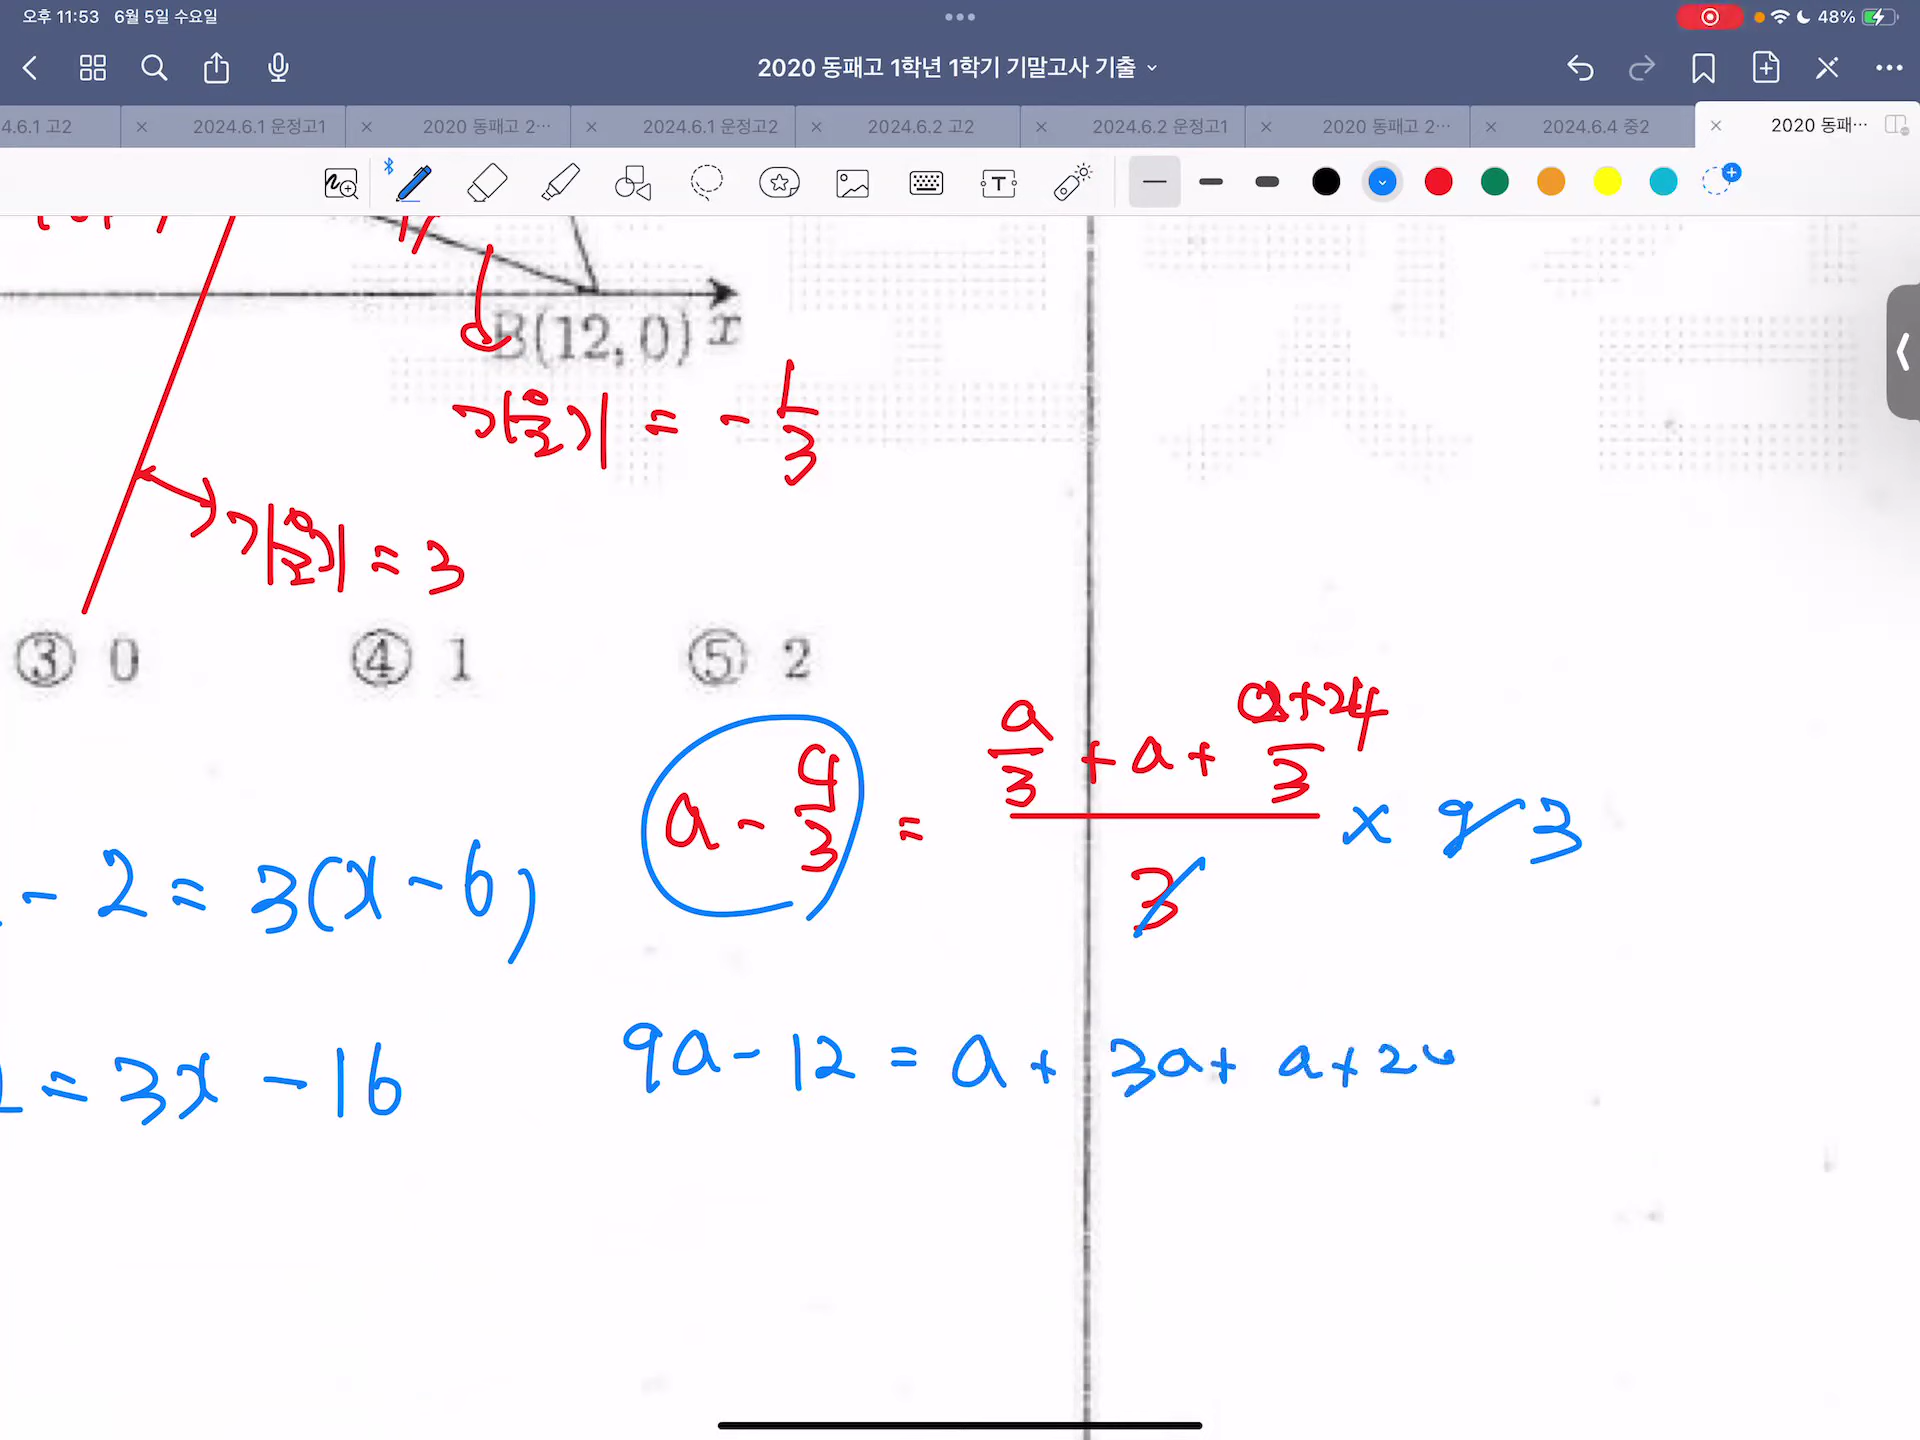 오후 11:53 6월 5일 수요일
48%
2020 동패고 1학년 1학기 기말고사 기출
4.6.1 고2
2024.6.1 운정고1
2020 동패고 2…
2024.6.1 운정고2
2024.6.2 고2
2024.6.2 운정고1
2020 동패고 2…
2024.6.4 중2
2020 동패…
B(12, 0) x
기울기 = - 1/3
기울기 = 3
③ 0 ④ 1 ⑤ 2
a - 4/3 = (a/3 + a + (a+24)/3)/3 × 9 3
- 2 = 3(x - 6)
9a - 12 = a + 3a + a + 24
= 3x - 16